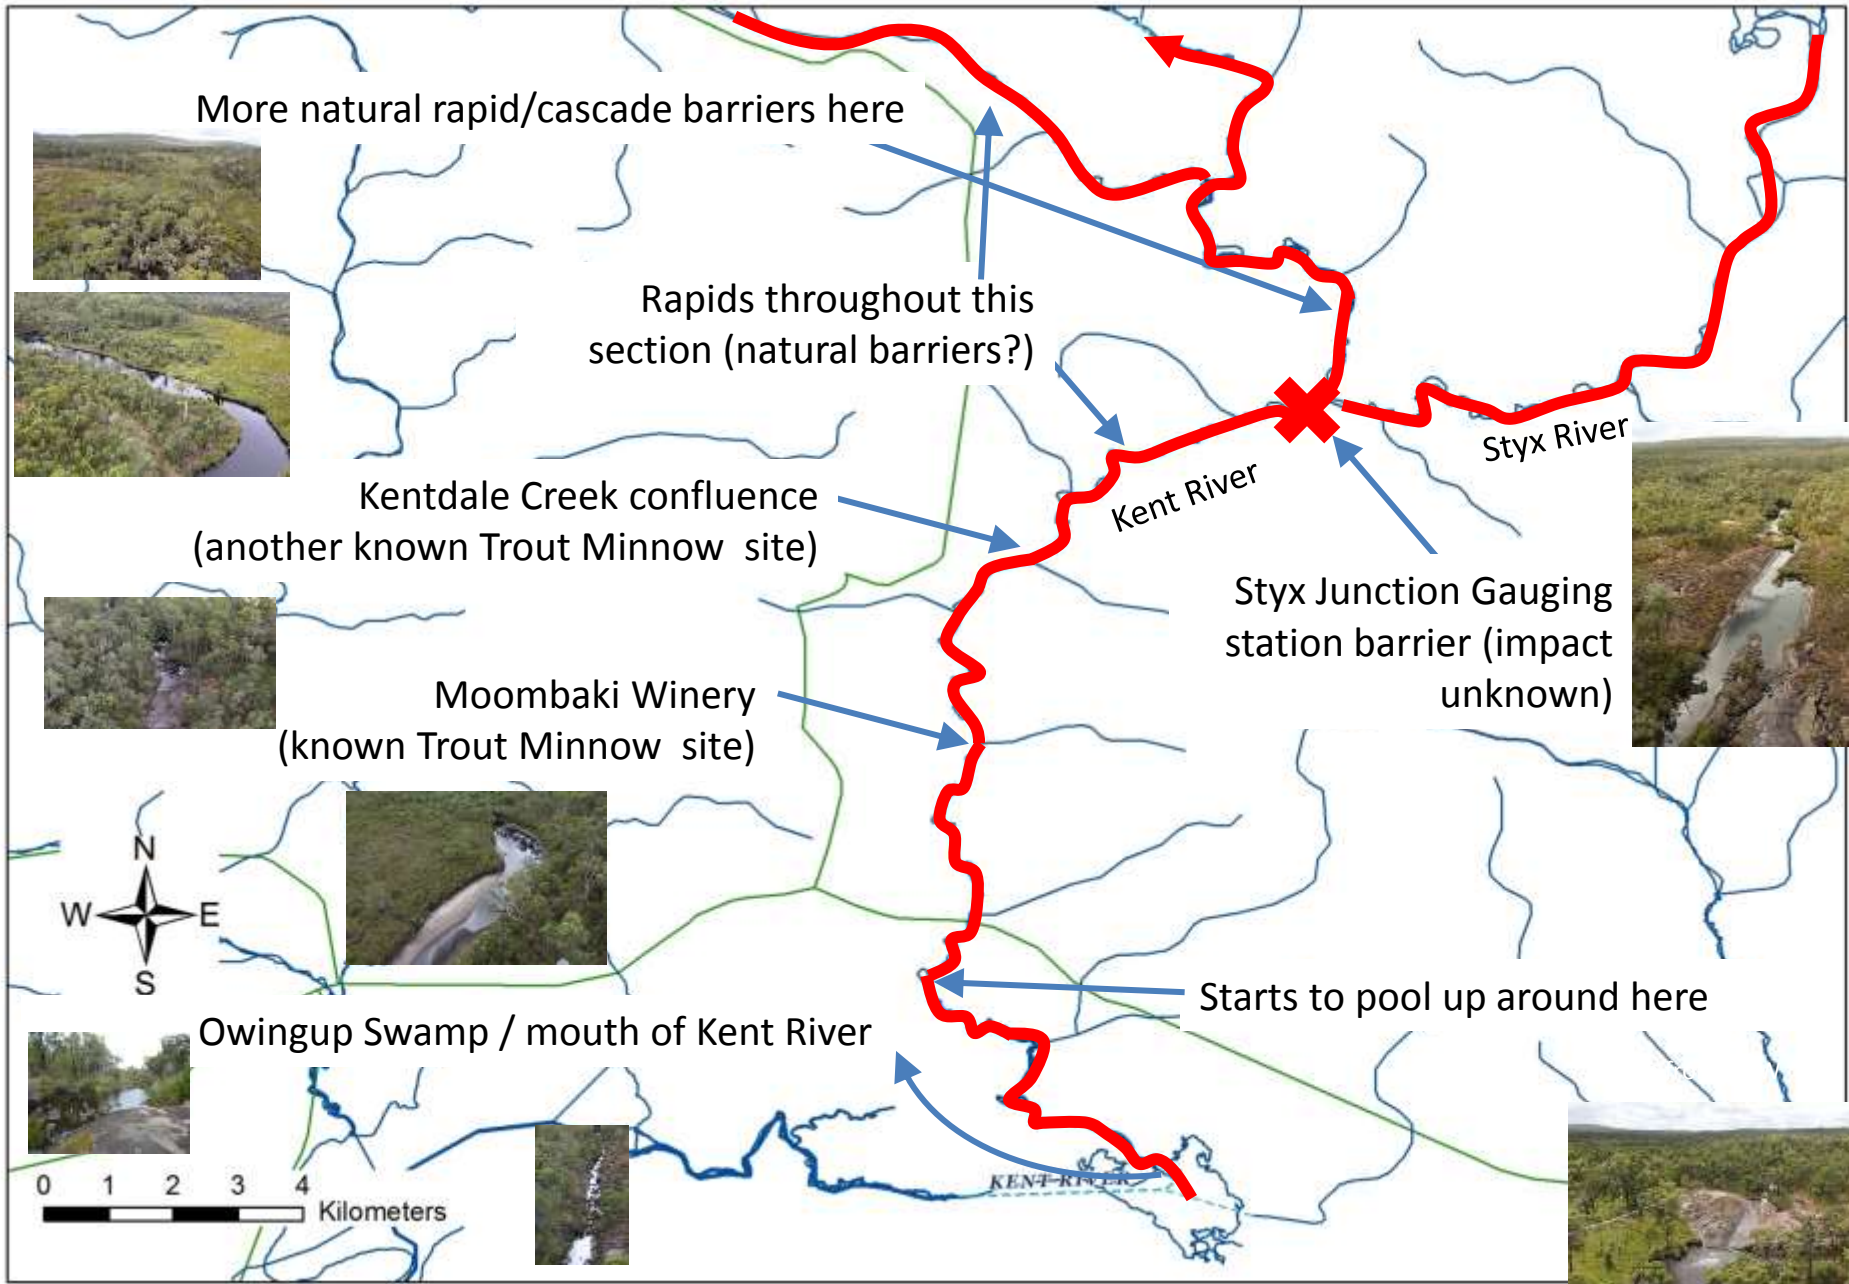 More natural rapid/cascade barriers here
Rapids throughout this
section (natural barriers?)
Styx River
Kent River
Kentdale Creek confluence
(another known Trout Minnow  site)
Styx Junction Gauging
station barrier (impact
unknown)
Moombaki Winery
(known Trout Minnow  site)
N
W
E
S
Starts to pool up around here
Owingup Swamp / mouth of Kent River
KENT RIVER
0 1 2 3 4
Kilometers